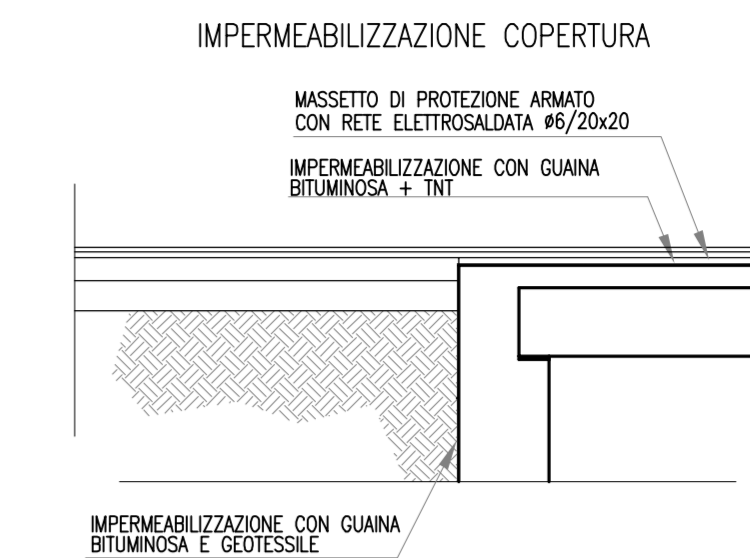 IMPERMEABILIZZAZIONE COPERTURA
MASSETTO DI PROTEZIONE ARMATO
CON RETE ELETTROSALDATA ø6/20x20
IMPERMEABILIZZAZIONE CON GUAINA
BITUMINOSA + TNT
IMPERMEABILIZZAZIONE CON GUAINA
BITUMINOSA E GEOTESSILE